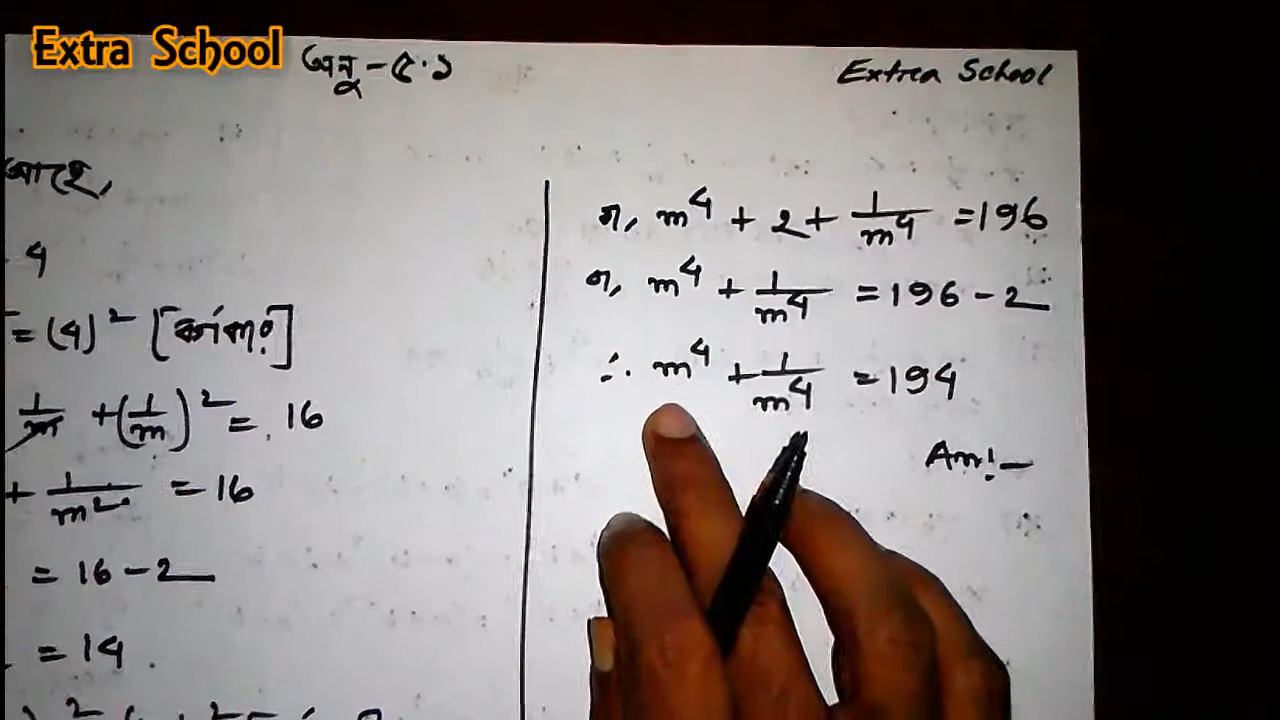 Extra School
অনু-৫.১
Extra School
আছে,
4
= (4)² [বর্গ করে]
1/m + (1/m)² = 16
+ 1/m² = 16
= 16 - 2
= 14
বা, m⁴ + 2 + 1/m⁴ = 196
বা, m⁴ + 1/m⁴ = 196 - 2
∴ m⁴ + 1/m⁴ = 194
Ans:-